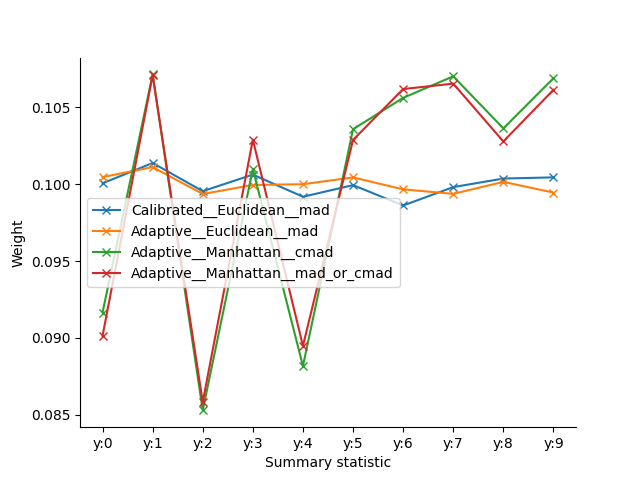 0.105
0.100
0.095
0.090
0.085
Weight
Calibrated__Euclidean__mad
Adaptive__Euclidean__mad
Adaptive__Manhattan__cmad
Adaptive__Manhattan__mad_or_cmad
y:0 y:1 y:2 y:3 y:4 y:5 y:6 y:7 y:8 y:9
Summary statistic